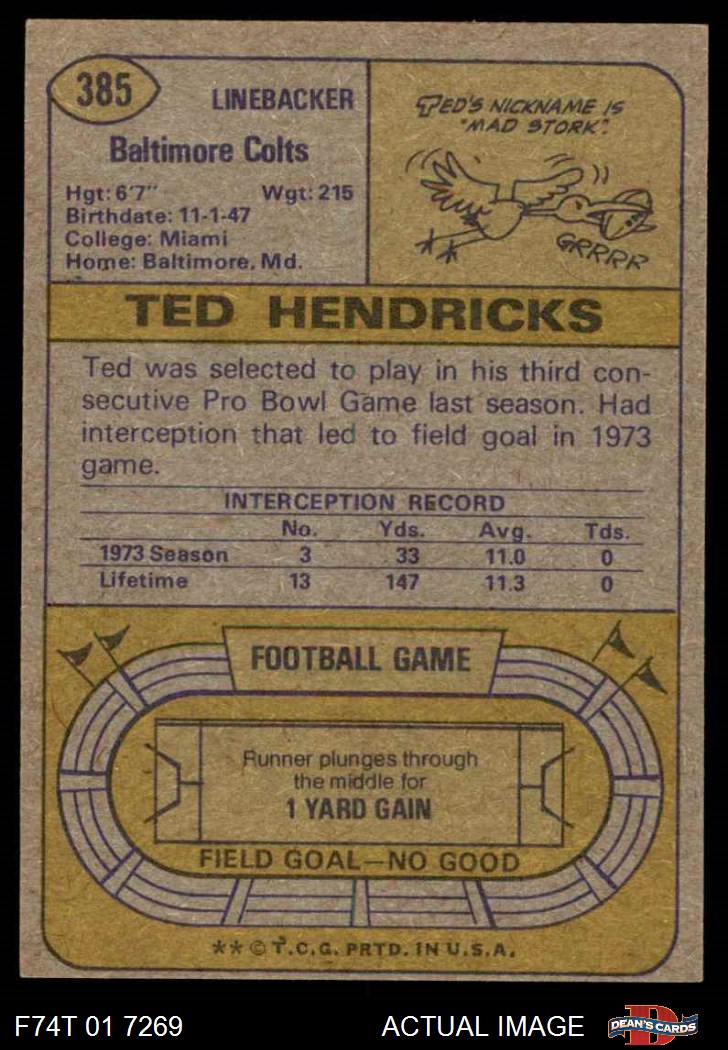 385
LINEBACKER
Baltimore Colts
Hgt: 6'7" Wgt: 215
Birthdate: 11-1-47
College: Miami
Home: Baltimore, Md.
TED'S NICKNAME IS
"MAD STORK".
GRRRR
TED HENDRICKS
Ted was selected to play in his third con-
secutive Pro Bowl Game last season. Had
interception that led to field goal in 1973
game.
INTERCEPTION RECORD
No. Yds. Avg. Tds.
1973 Season 3 33 11.0 0
Lifetime 13 147 11.3 0
FOOTBALL GAME
Runner plunges through
the middle for
1 YARD GAIN
FIELD GOAL—NO GOOD
** © T.C.G. PRTD. IN U.S.A.
F74T 01 7269 ACTUAL IMAGE
D
DEAN'S CARDS